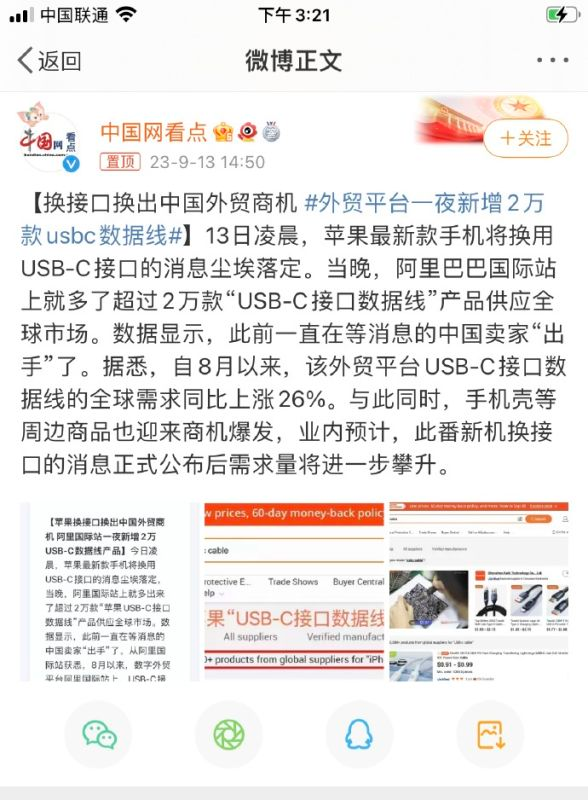 中国联通
下午3:21
返回
微博正文
中国网
看点
中国网看点
+关注
置顶 23-9-13 14:50
【换接口换出中国外贸商机 #外贸平台一夜新增2万
款usbc数据线#】13日凌晨，苹果最新款手机将换用
USB-C接口的消息尘埃落定。当晚，阿里巴巴国际站
上就多了超过2万款“USB-C接口数据线”产品供应全
球市场。数据显示，此前一直在等消息的中国卖家“出
手”了。据悉，自8月以来，该外贸平台USB-C接口数
据线的全球需求同比上涨26%。与此同时，手机壳等
周边商品也迎来商机爆发，业内预计，此番新机换接
口的消息正式公布后需求量将进一步攀升。
【苹果换接口换出中国外贸商
机 阿里国际站一夜新增2万
USB-C数据线产品】今日凌
晨，苹果最新款手机将换用
USB-C接口的消息尘埃落定，
当晚，阿里国际站上就多出来
了超过2万款“苹果USB-C接口
数据线”产品供应全球市场。数
据显示，此前一直在等消息的
中国卖家“出手”了，从阿里国
际站获悉，8月以来，数字外贸
平台阿里国际站上，USB-C接
w prices, 60-day money-back policy
cable
rotective E...
Trade Shows
Buyer Central
Help
果“USB-C接口数据线
All suppliers
Verified manufact
0+ products from global suppliers for "iPh
$0.91 - $0.99